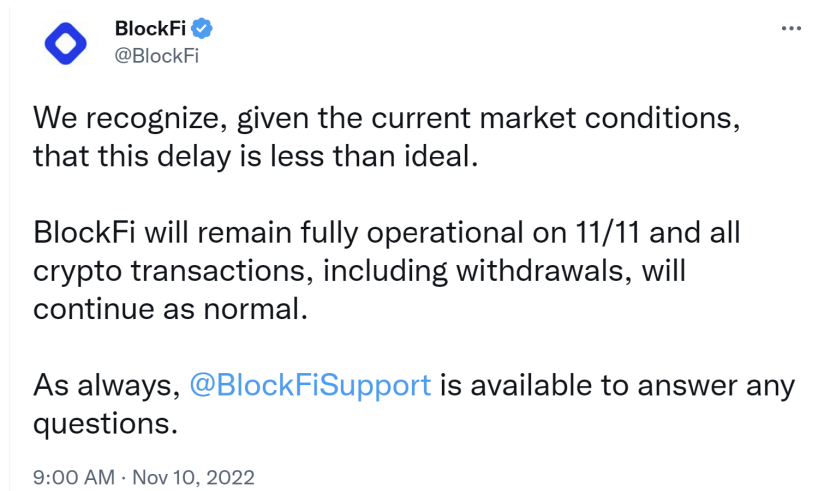 BlockFi
@BlockFi
We recognize, given the current market conditions,
that this delay is less than ideal.
BlockFi will remain fully operational on 11/11 and all
crypto transactions, including withdrawals, will
continue as normal.
As always, @BlockFiSupport is available to answer any
questions.
9:00 AM · Nov 10, 2022